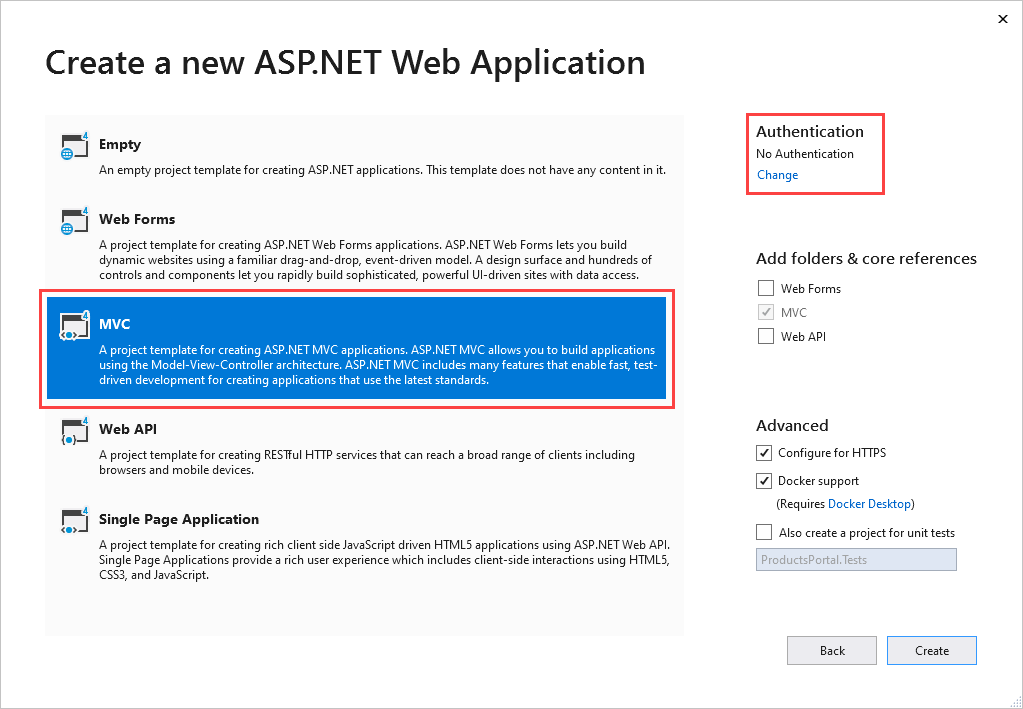 Create a new ASP.NET Web Application
Empty
An empty project template for creating ASP.NET applications. This template does not have any content in it.
Web Forms
A project template for creating ASP.NET Web Forms applications. ASP.NET Web Forms lets you build
dynamic websites using a familiar drag-and-drop, event-driven model. A design surface and hundreds of
controls and components let you rapidly build sophisticated, powerful UI-driven sites with data access.
MVC
A project template for creating ASP.NET MVC applications. ASP.NET MVC allows you to build applications
using the Model-View-Controller architecture. ASP.NET MVC includes many features that enable fast, test-
driven development for creating applications that use the latest standards.
Web API
A project template for creating RESTful HTTP services that can reach a broad range of clients including
browsers and mobile devices.
Single Page Application
A project template for creating rich client side JavaScript driven HTML5 applications using ASP.NET Web API.
Single Page Applications provide a rich user experience which includes client-side interactions using HTML5,
CSS3, and JavaScript.
Authentication
No Authentication
Change
Add folders & core references
Web Forms
MVC
Web API
Advanced
Configure for HTTPS
Docker support
(Requires Docker Desktop)
Also create a project for unit tests
ProductsPortal.Tests
Back
Create